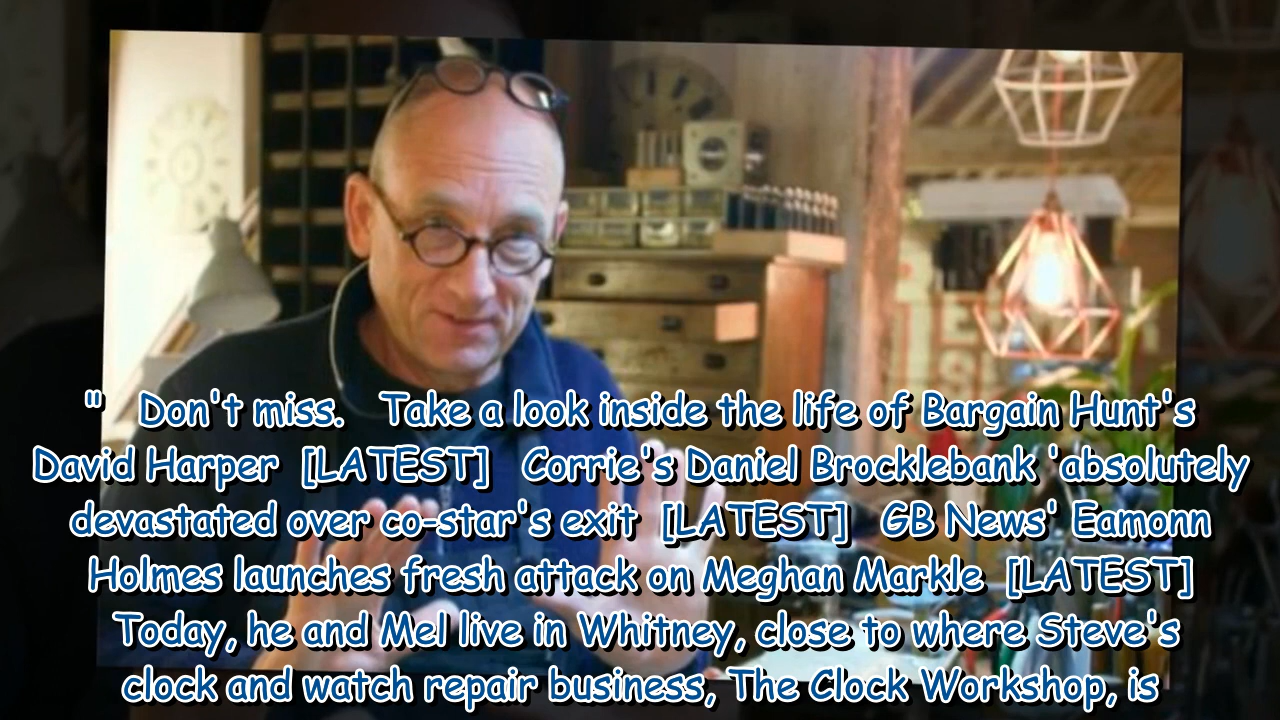 " Don't miss. Take a look inside the life of Bargain Hunt's
David Harper [LATEST] Corrie's Daniel Brocklebank 'absolutely
devastated over co-star's exit [LATEST] GB News' Eamonn
Holmes launches fresh attack on Meghan Markle [LATEST]
Today, he and Mel live in Whitney, close to where Steve's
clock and watch repair business, The Clock Workshop, is